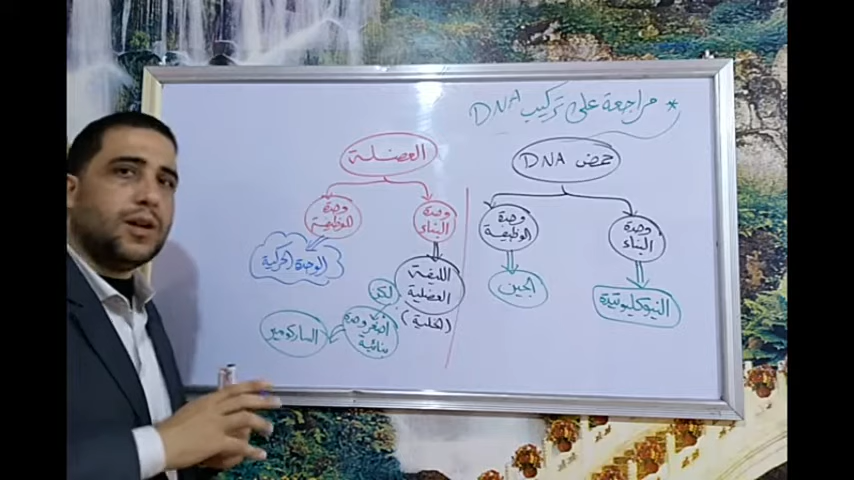 * مراجعة على تركيب DNA
حمض DNA
وحدة
البناء
النيوكليوتيدة
وحدة
الوظيفة
الجين
العضلة
وحدة
البناء
الليفة
العضلية
(الخلية)
لكن
أصغر وحدة
بنائية
الساركومير
وحدة
الوظيفة
الوحدة الحركية